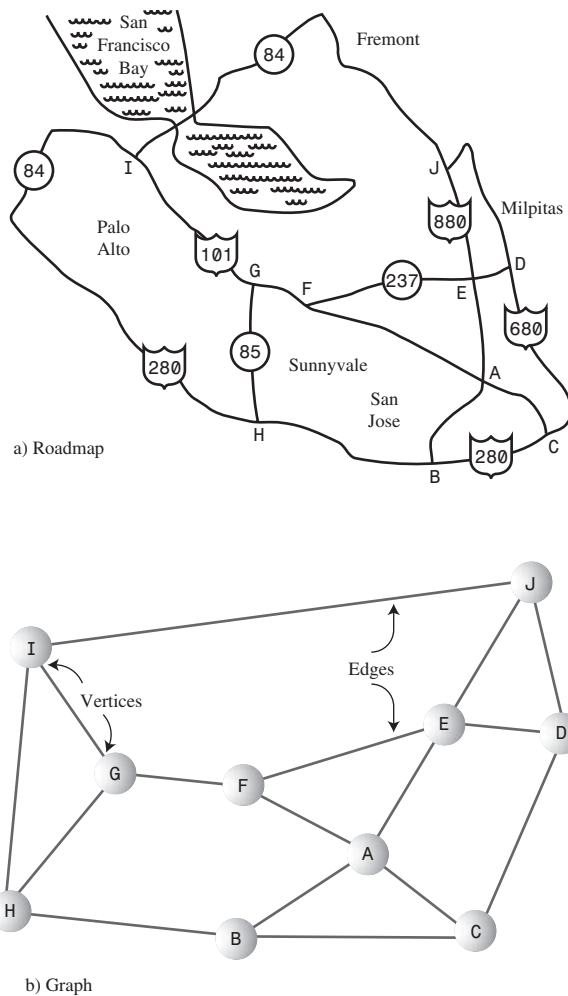 San
Francisco
Bay
84
Fremont
84
I
J
Palo
Alto
880
Milpitas
101
G
F
237
E
D
85
680
Sunnyvale
280
A
San
Jose
H
a) Roadmap
B
280
C
J
I
Edges
Vertices
E
D
G
F
A
H
B
C
b) Graph